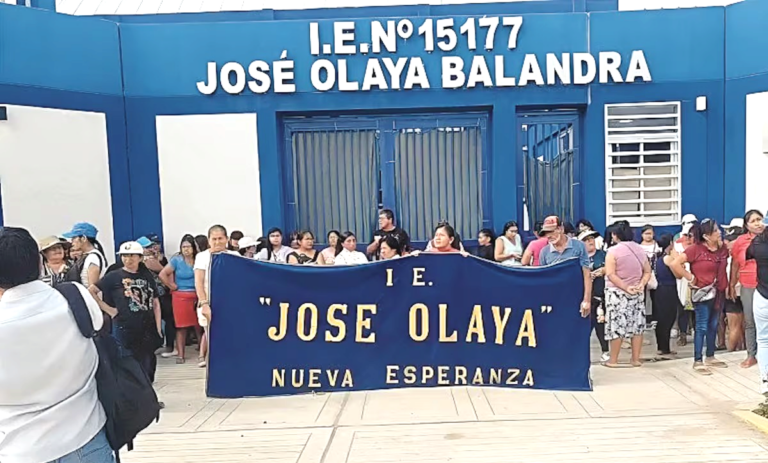 I.E.Nº15177
JOSÉ OLAYA BALANDRA
I E.
"JOSE OLAYA"
NUEVA ESPERANZA